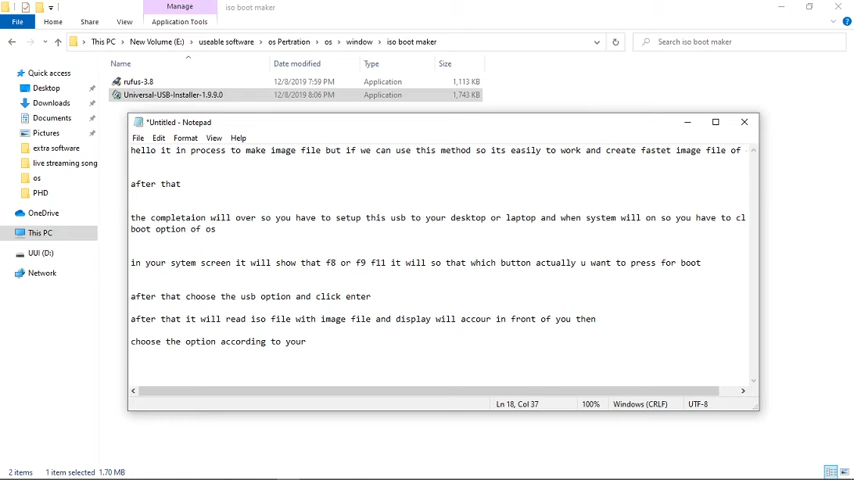 Manage
iso boot maker
File
Home
Share
View
Application Tools
This PC
New Volume (E:)
useable software
os Pertration
os
window
iso boot maker
Search iso boot maker
Name
Date modified
Type
Size
Quick access
Desktop
Downloads
Documents
Pictures
extra software
live streaming song
os
PHD
OneDrive
This PC
UUI (D:)
Network
rufus-3.8 12/8/2019 7:59 PM Application 1,113 KB
Universal-USB-Installer-1.9.9.0 12/8/2019 8:06 PM Application 1,743 KB
*Untitled - Notepad
File Edit Format View Help
hello it in process to make image file but if we can use this method so its easily to work and create fastet image file of
after that
the completaion will over so you have to setup this usb to your desktop or laptop and when system will on so you have to cl
boot option of os
in your sytem screen it will show that f8 or f9 f11 it will so that which button actually u want to press for boot
after that choose the usb option and click enter
after that it will read iso file with image file and display will accour in front of you then
choose the option according to your
Ln 18, Col 37 100% Windows (CRLF) UTF-8
2 items 1 item selected 1.70 MB